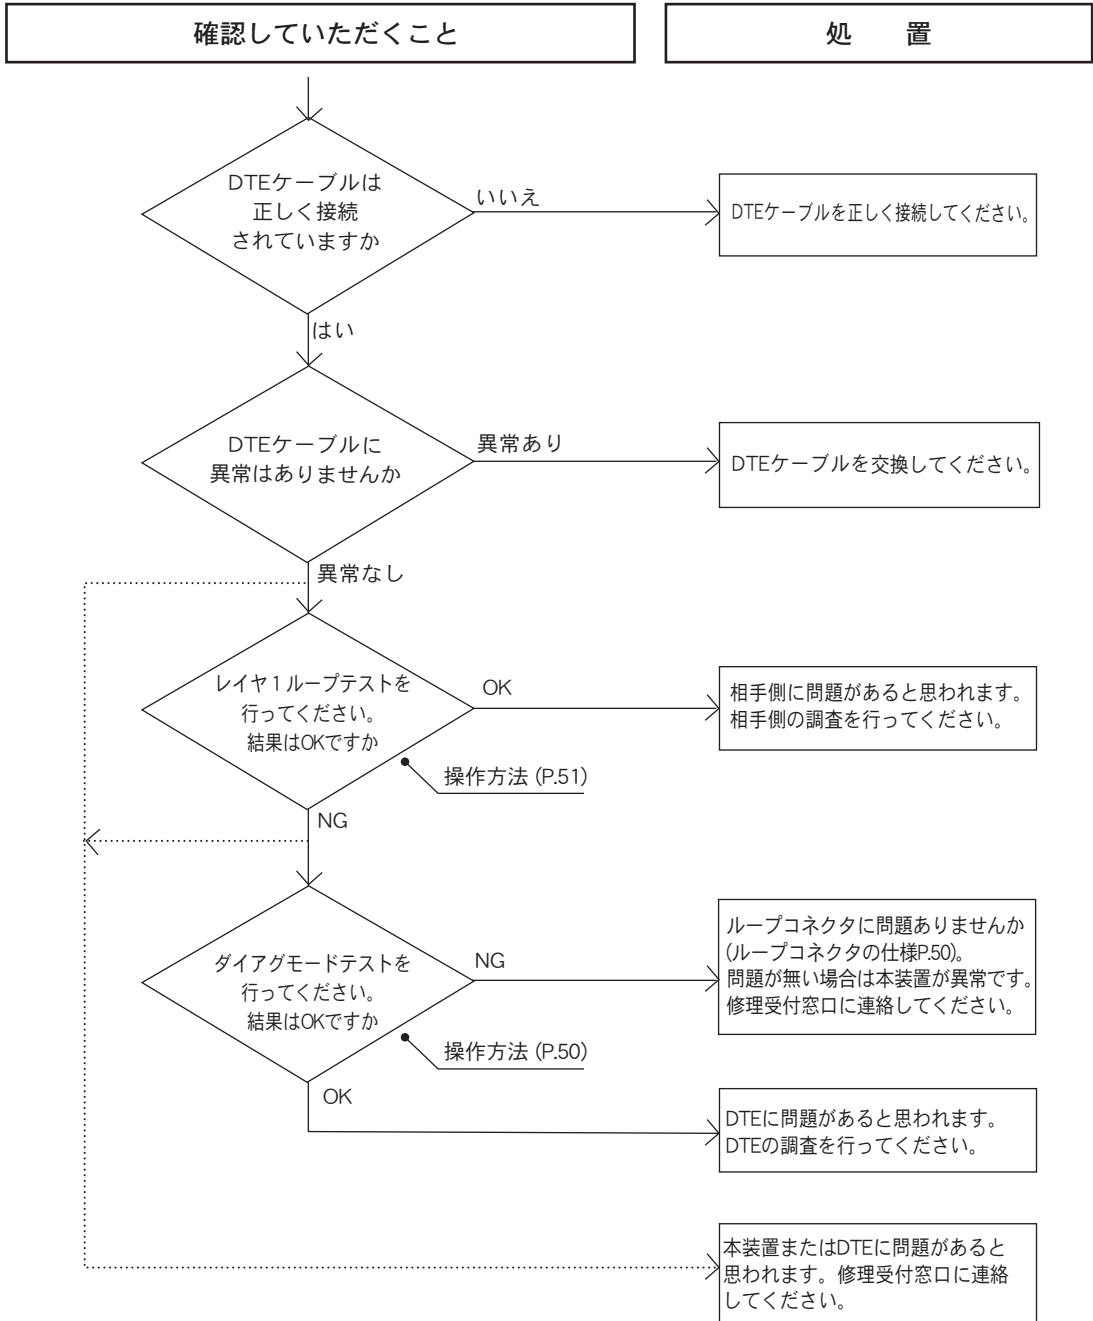 確認していただくこと
処　置
DTEケーブルは
正しく接続
されていますか
いいえ
DTEケーブルを正しく接続してください。
はい
DTEケーブルに
異常はありませんか
異常あり
DTEケーブルを交換してください。
異常なし
レイヤ1ループテストを
行ってください。
結果はOKですか
OK
相手側に問題があると思われます。
相手側の調査を行ってください。
操作方法 (P.51)
NG
ダイアグモードテストを
行ってください。
結果はOKですか
NG
ループコネクタに問題ありませんか
(ループコネクタの仕様P.50)。
問題が無い場合は本装置が異常です。
修理受付窓口に連絡してください。
操作方法 (P.50)
OK
DTEに問題があると思われます。
DTEの調査を行ってください。
本装置またはDTEに問題があると
思われます。修理受付窓口に連絡
してください。